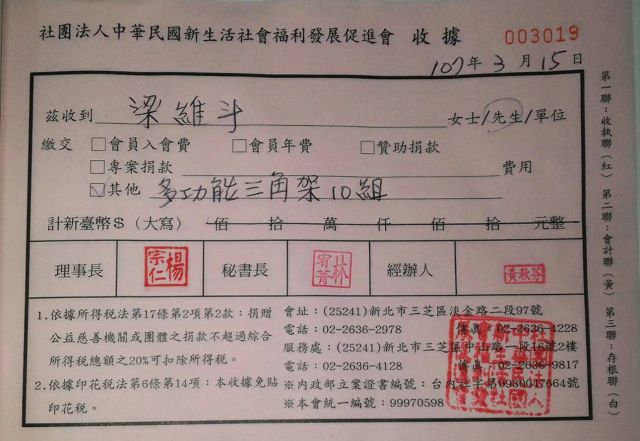 社團法人中華民國新生活社會福利發展促進會 收據 003019
107年3月15日
茲收到 梁維斗 女士/先生/單位
繳交 □會員入會費 □會員年費 □贊助捐款
□專案捐款 費用
☑其他 多功能三角架10組
計新臺幣$(大寫) 佰 拾 萬 仟 佰 拾 元整
理事長 楊宗仁 秘書長 林宥菁 經辦人 黃秋芬
1.依據所得稅法第17條第2項第2款:捐贈
公益慈善機關或團體之捐款不超過綜合
所得稅總額之20%可扣除所得稅。
2.依據印花稅法第6條第14項:本收據免貼
印花稅。
會址:(25241)新北市三芝區淡金路二段97號
電話:02-2636-2978 傳真:02-2636-4228
服務處:(25241)新北市三芝區中山路一段16號2樓
電話:02-2636-4128 傳真:02-2636-9817
※內政部立案證書編號:台內社字第0930047664號
※本會統一編號:99970598
第一聯:收執聯(紅) 第二聯:會計聯(黃) 第三聯:存根聯(白)